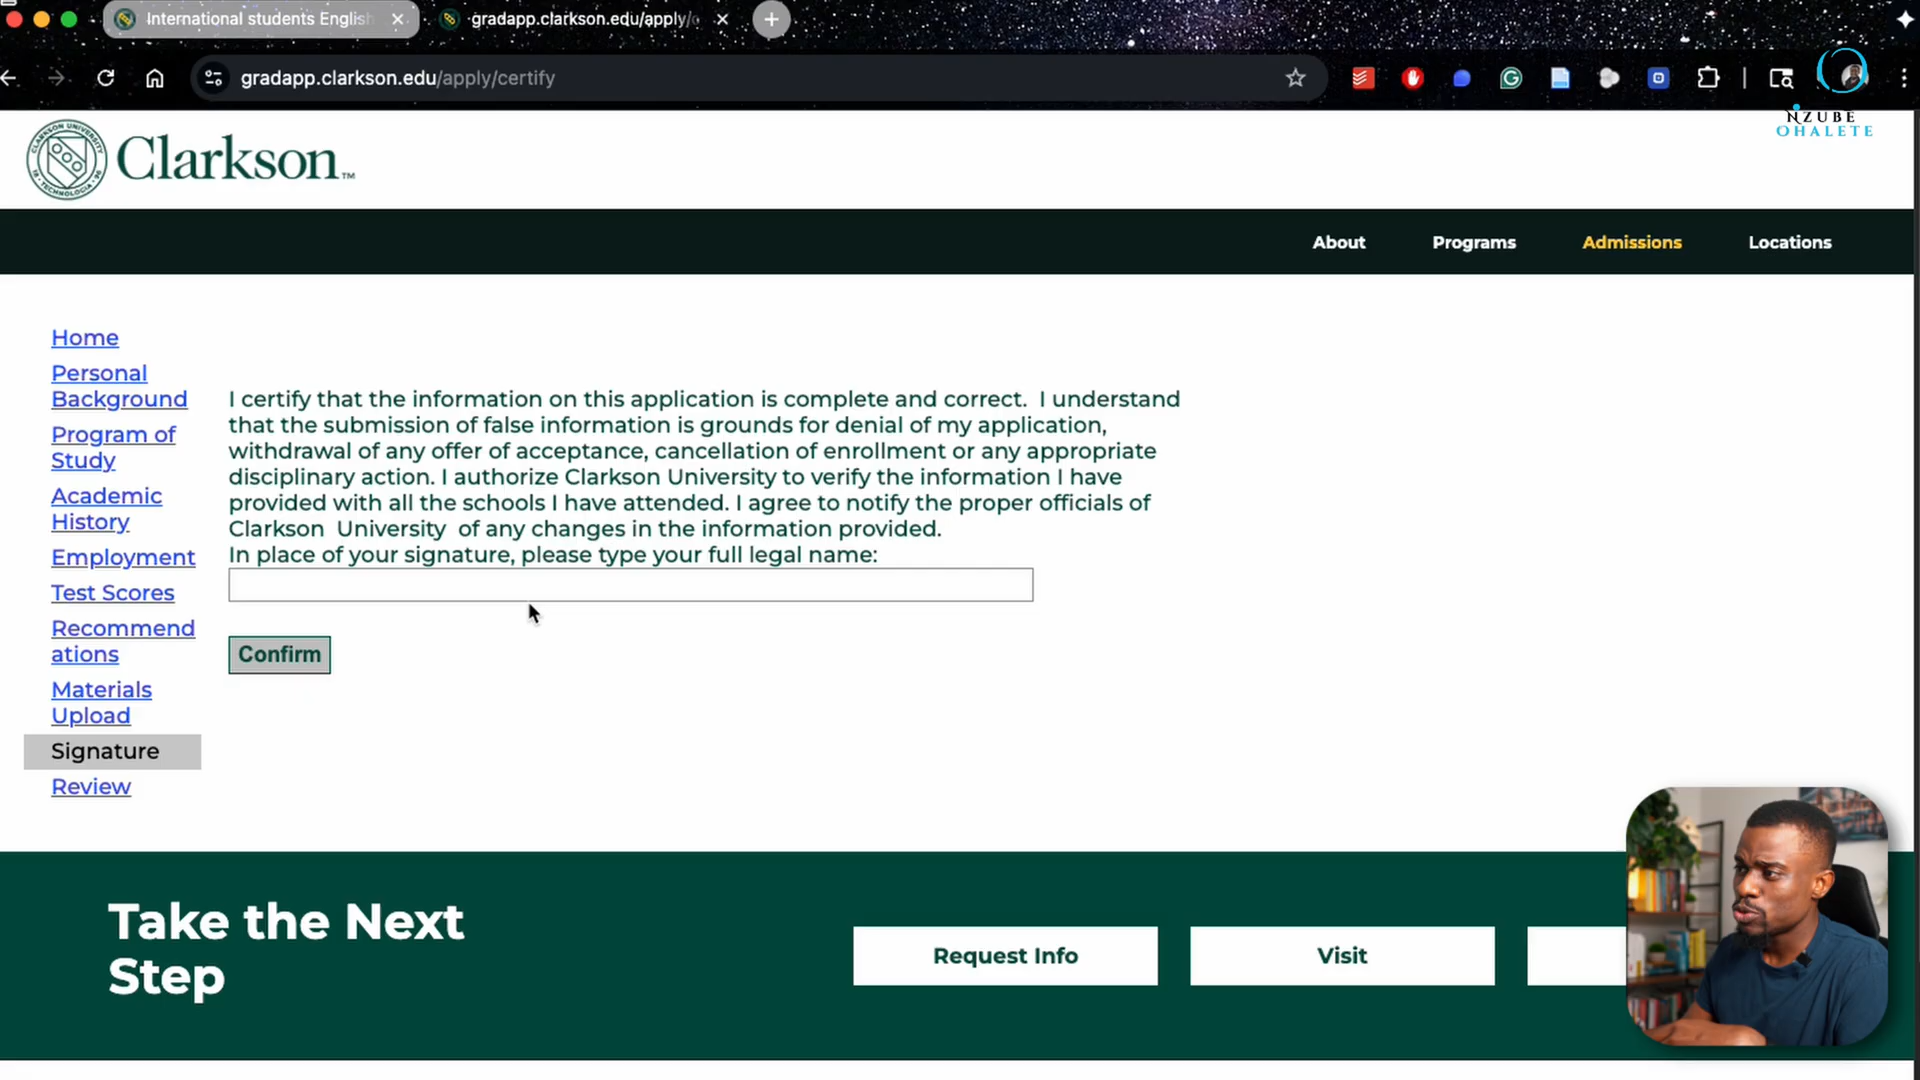 International students English
gradapp.clarkson.edu/apply/c
gradapp.clarkson.edu/apply/certify
NZUBE
OHALETE
Clarkson™
About
Programs
Admissions
Locations
Home
Personal
Background
Program of
Study
Academic
History
Employment
Test Scores
Recommend
ations
Materials
Upload
Signature
Review
I certify that the information on this application is complete and correct. I understand
that the submission of false information is grounds for denial of my application,
withdrawal of any offer of acceptance, cancellation of enrollment or any appropriate
disciplinary action. I authorize Clarkson University to verify the information I have
provided with all the schools I have attended. I agree to notify the proper officials of
Clarkson University of any changes in the information provided.
In place of your signature, please type your full legal name:
Confirm
Take the Next
Step
Request Info
Visit